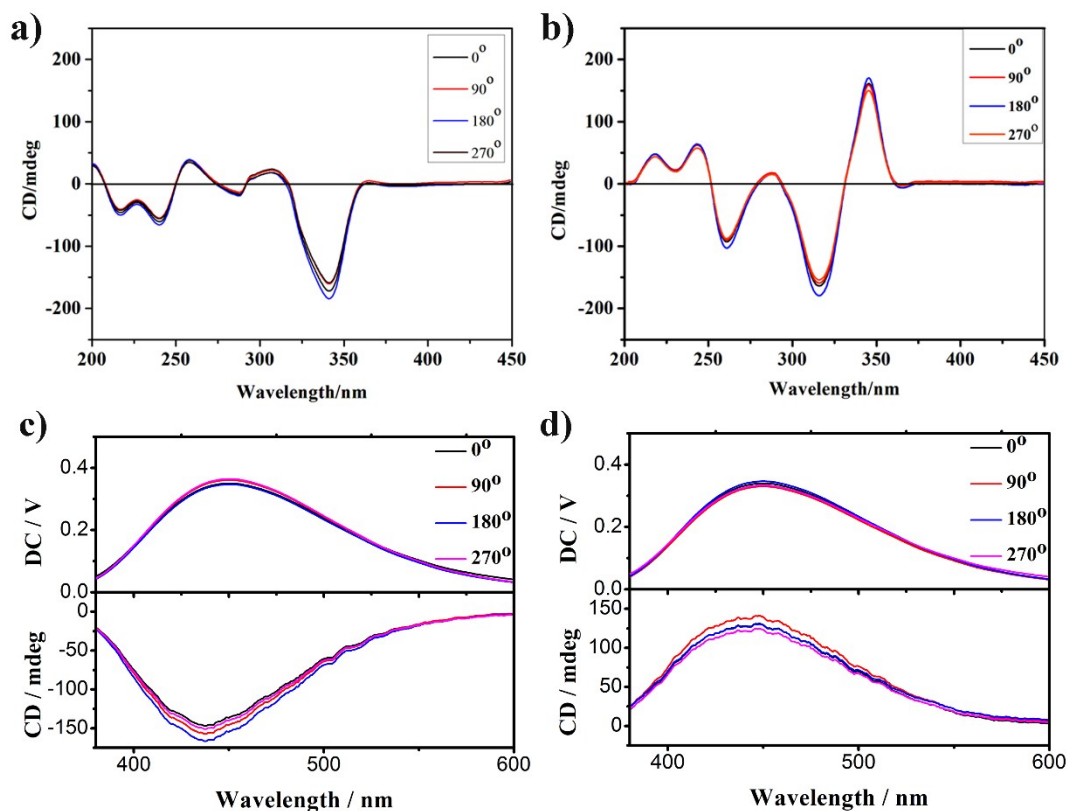 a)
200
100
0
-100
-200
CD/mdeg
0°
90°
180°
270°
200 250 300 350 400 450
Wavelength/nm
b)
200
100
0
-100
-200
CD/mdeg
0°
90°
180°
270°
200 250 300 350 400 450
Wavelength/nm
c)
0.4
0.2
0.0
DC / V
0°
90°
180°
270°
0
-50
-100
-150
CD / mdeg
400 500 600
Wavelength / nm
d)
0.4
0.2
0.0
DC / V
0°
90°
180°
270°
150
100
50
0
CD / mdeg
400 500 600
Wavelength / nm